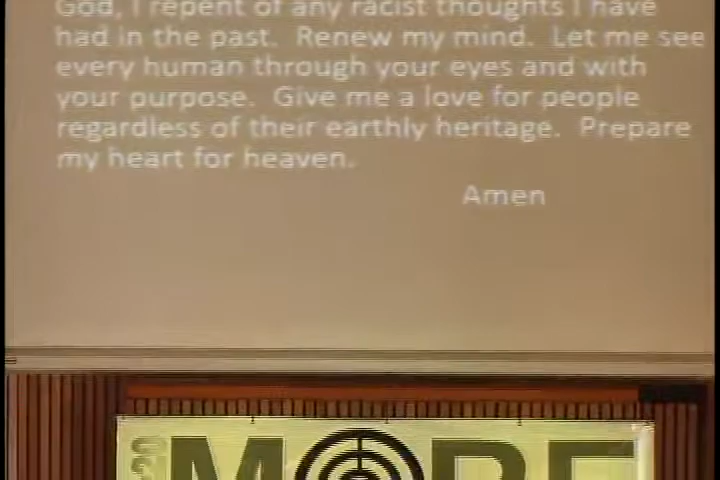 God, I repent of any racist thoughts I have
had in the past.  Renew my mind.  Let me see
every human through your eyes and with
your purpose.  Give me a love for people
regardless of their earthly heritage.  Prepare
my heart for heaven.
Amen
MORE